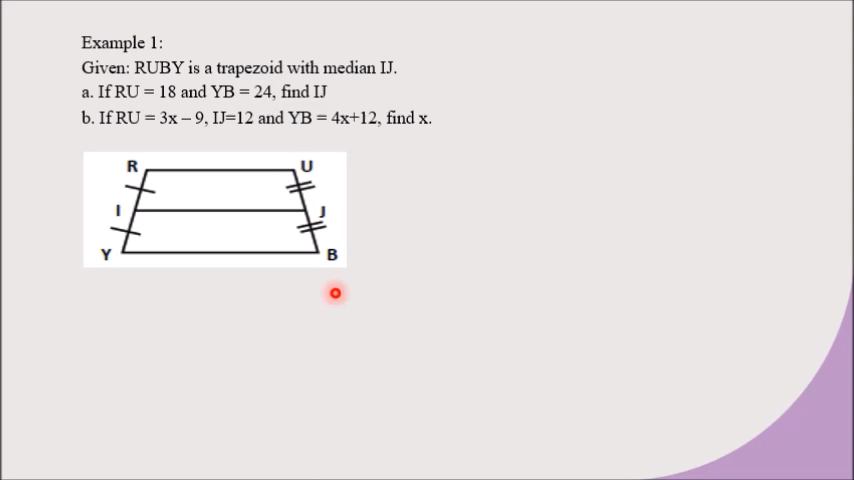 Example 1:
Given: RUBY is a trapezoid with median IJ.
a. If RU = 18 and YB = 24, find IJ
b. If RU = 3x – 9, IJ=12 and YB = 4x+12, find x.
R U
I J
Y B